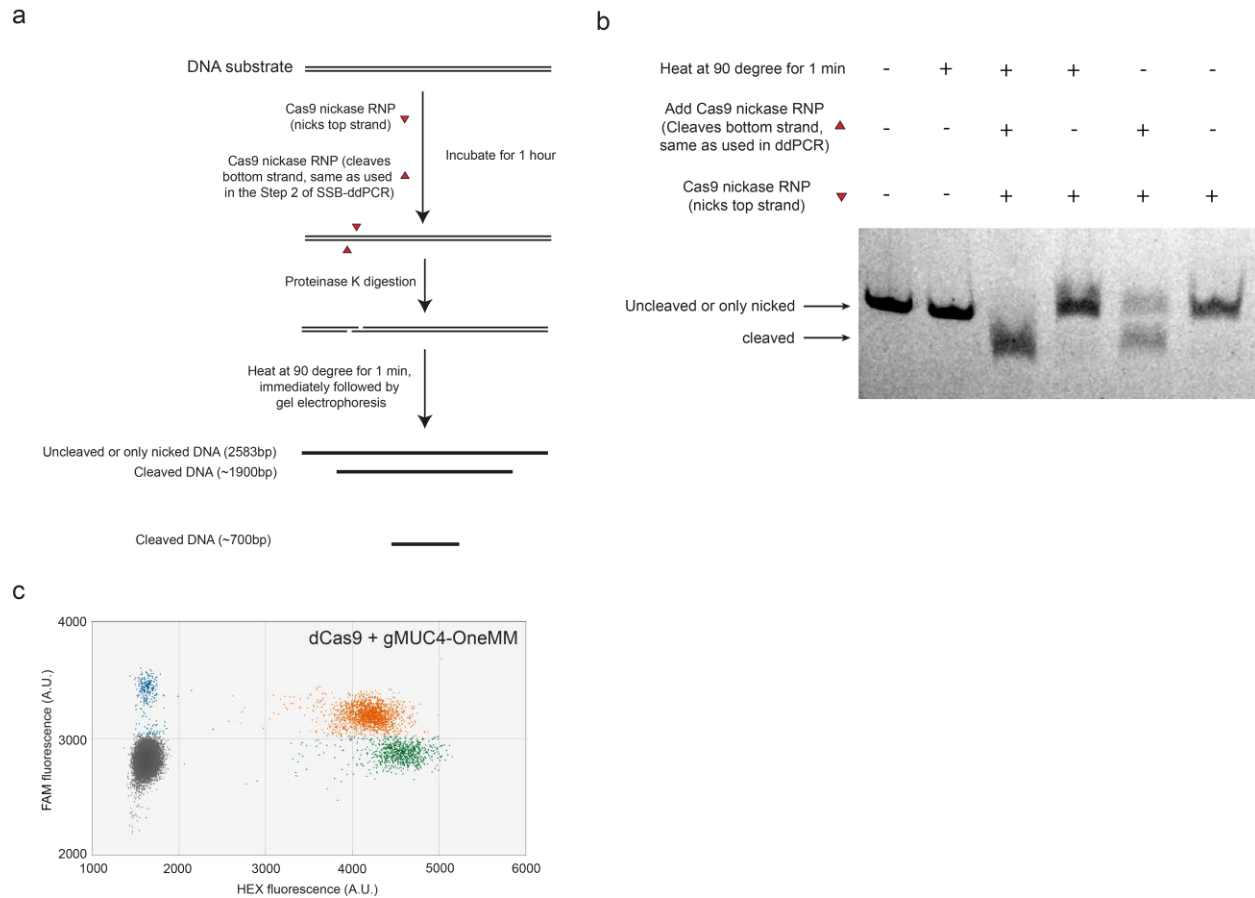 a
DNA substrate
Cas9 nickase RNP
(nicks top strand)
Incubate for 1 hour
Cas9 nickase RNP (cleaves
bottom strand, same as used
in the Step 2 of SSB-ddPCR)
Proteinase K digestion
Heat at 90 degree for 1 min,
immediately followed by
gel electrophoresis
Uncleaved or only nicked DNA (2583bp)
Cleaved DNA (~1900bp)
Cleaved DNA (~700bp)
b
Heat at 90 degree for 1 min
- + + + - -
Add Cas9 nickase RNP
(Cleaves bottom strand,
same as used in ddPCR)
- - + - + -
Cas9 nickase RNP
(nicks top strand)
- - + + + +
Uncleaved or only nicked
cleaved
c
dCas9 + gMUC4-OneMM
FAM fluorescence (A.U.)
4000
3000
2000
1000 2000 3000 4000 5000 6000
HEX fluorescence (A.U.)